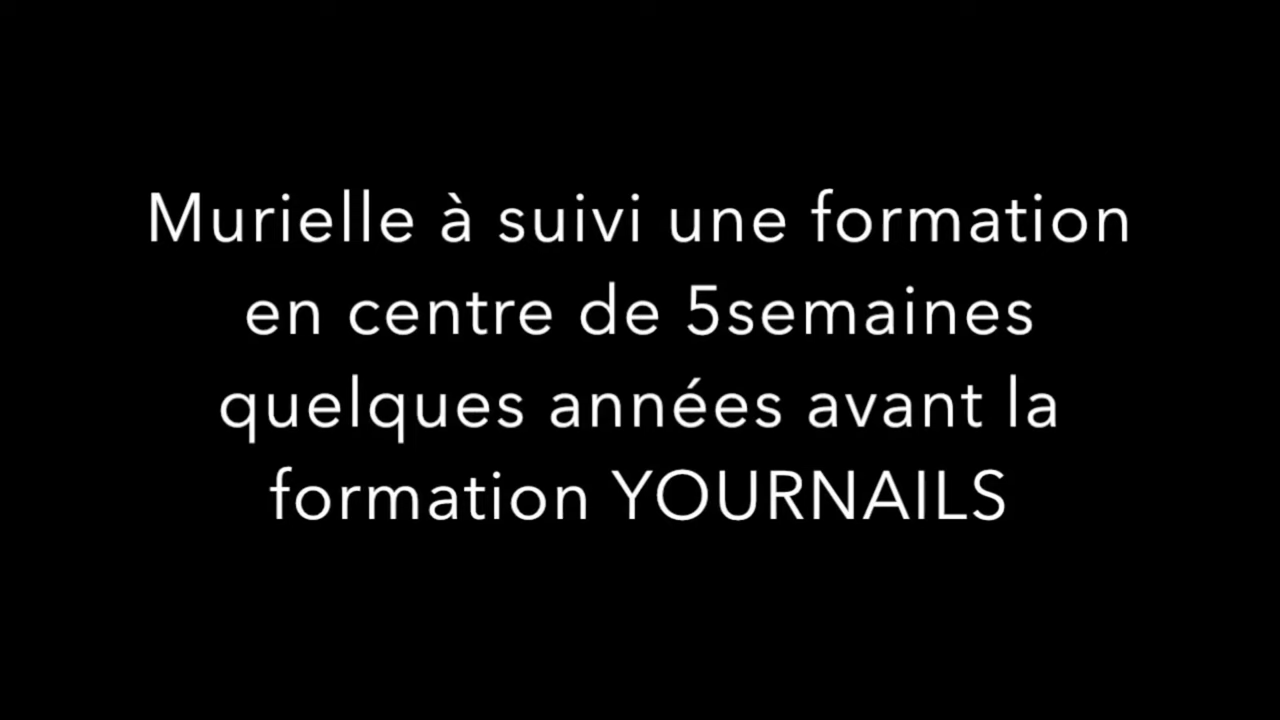 Murielle à suivi une formation
en centre de 5semaines
quelques années avant la
formation YOURNAILS